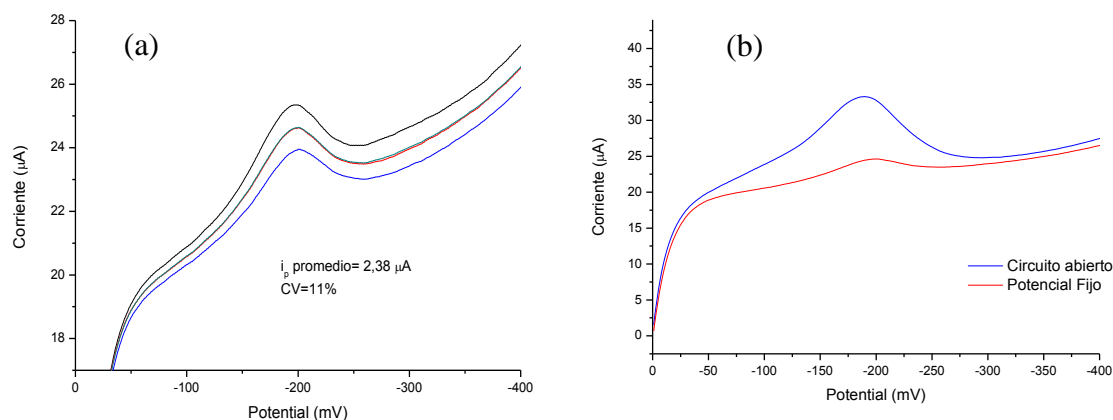 (a)
28
26
24
22
20
18
Corriente (μA)
i_p promedio= 2,38 μA
CV=11%
0
-100
-200
-300
-400
Potential (mV)
(b)
40
35
30
25
20
15
10
5
0
Corriente (μA)
Circuito abierto
Potencial Fijo
0
-50
-100
-150
-200
-250
-300
-350
-400
Potential (mV)